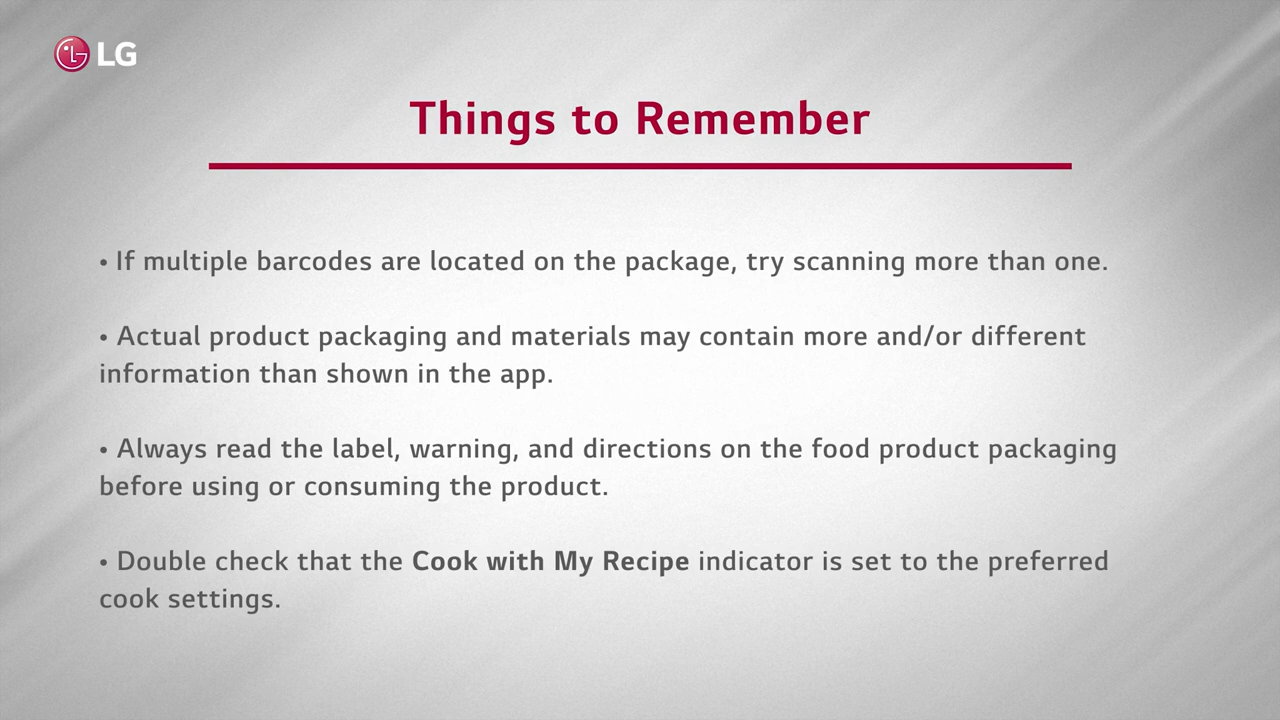 LG
Things to Remember
• If multiple barcodes are located on the package, try scanning more than one.
• Actual product packaging and materials may contain more and/or different
information than shown in the app.
• Always read the label, warning, and directions on the food product packaging
before using or consuming the product.
• Double check that the Cook with My Recipe indicator is set to the preferred
cook settings.